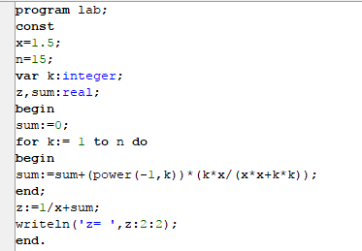 program lab;
const
x=1.5;
n=15;
var k:integer;
z,sum:real;
begin
sum:=0;
for k:= 1 to n do
begin
sum:=sum+(power(-1,k))*(k*x/(x*x+k*k));
end;
z:=1/x+sum;
writeln('z= ',z:2:2);
end.